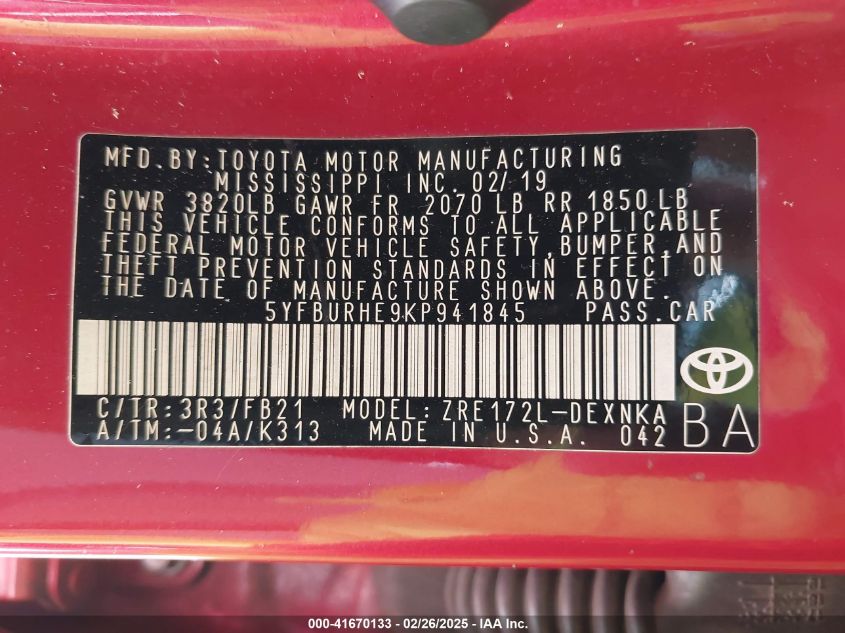 MFD.BY:TOYOTA MOTOR MANUFACTURING
MISSISSIPPI INC. 02/19
GVWR 3820LB GAWR FR 2070 LB RR 1850 LB
THIS VEHICLE CONFORMS TO ALL APPLICABLE
FEDERAL MOTOR VEHICLE SAFETY,BUMPER,AND
THEFT PREVENTION STANDARDS IN EFFECT ON
THE DATE OF MANUFACTURE SHOWN ABOVE.
5YFBURHE9KP941845 PASS.CAR
C/TR:3R3/FB21 MODEL:ZRE172L-DEXNKA
A/TM:-04A/K313 MADE IN U.S.A. 042 BA
000-41670133 - 02/26/2025 - IAA Inc.